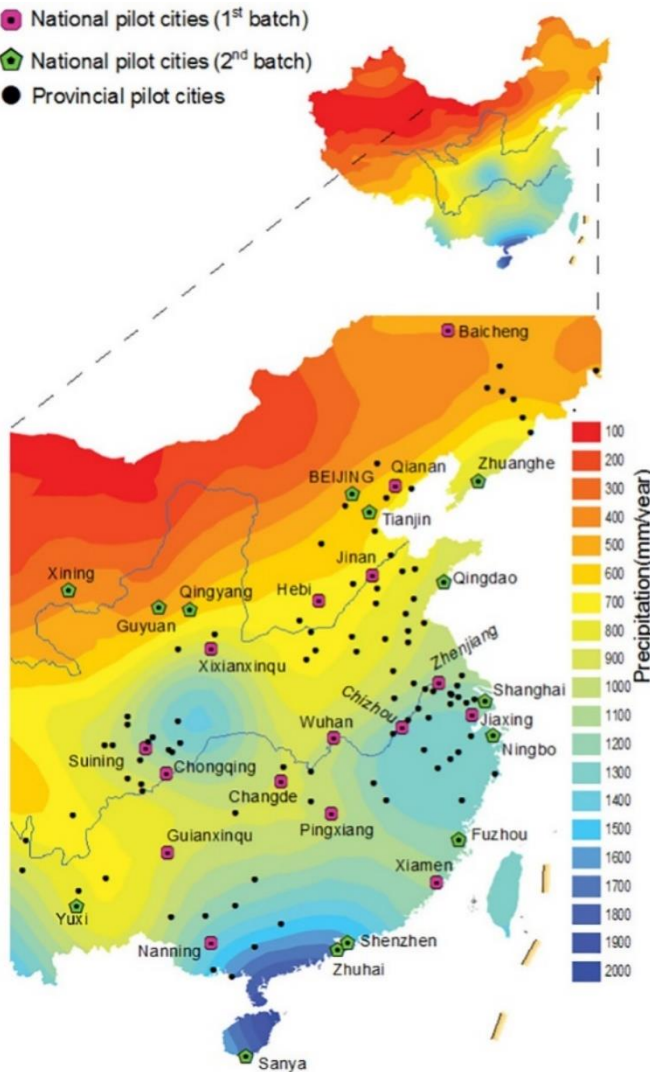 National pilot cities (1st batch)
National pilot cities (2nd batch)
Provincial pilot cities
Baicheng
BEIJING
Qianan
Zhuanghe
Tianjin
Jinan
Xining
Qingyang
Hebi
Qingdao
Guyuan
Xixianxinqu
Zhenjiang
Chizhou
Shanghai
Jiaxing
Wuhan
Ningbo
Suining
Chongqing
Changde
Pingxiang
Guianxinqu
Fuzhou
Xiamen
Yuxi
Nanning
Shenzhen
Zhuhai
Sanya
100
200
300
400
500
600
700
800
900
1000
1100
1200
1300
1400
1500
1600
1700
1800
1900
2000
Precipitation(mm/year)